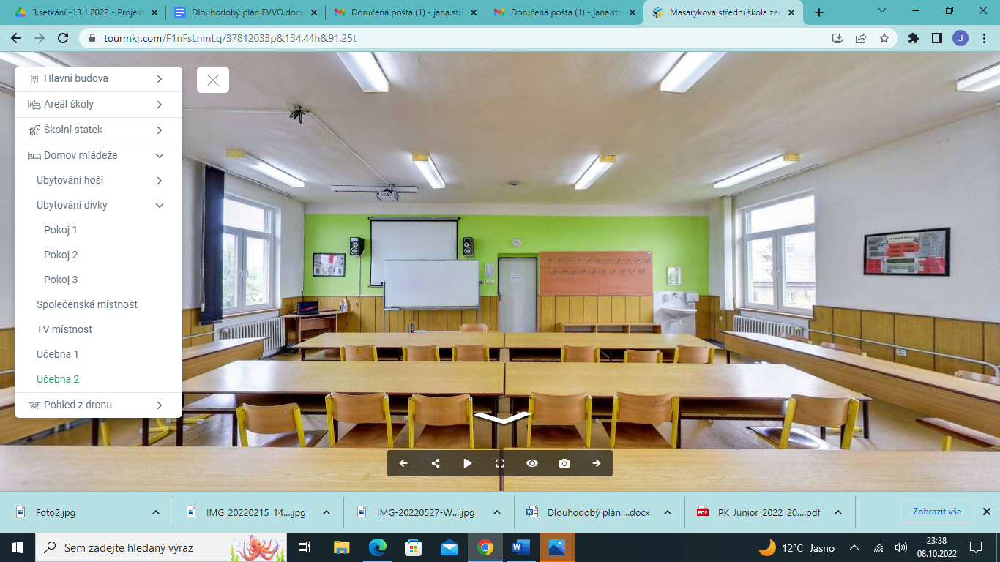 3.setkání -13.1.2022 - Projekt
Dlouhodobý plán EVVO.docx
Doručená pošta (1) - jana.stri
Doručená pošta (1) - jana.stri
Masarykova střední škola zem
tourmkr.com/F1nFsLnmLq/37812033p&134.44h&91.25t
J
Hlavní budova
Areál školy
Školní statek
Domov mládeže
Ubytování hoši
Ubytování dívky
Pokoj 1
Pokoj 2
Pokoj 3
Společenská místnost
TV místnost
Učebna 1
Učebna 2
Pohled z dronu
Foto2.jpg
IMG_20220215_14....jpg
IMG-20220527-W....jpg
Dlouhodobý plán....docx
PDF
PK_Junior_2022_20....pdf
Zobrazit vše
Sem zadejte hledaný výraz
12°C Jasno
23:38
08.10.2022